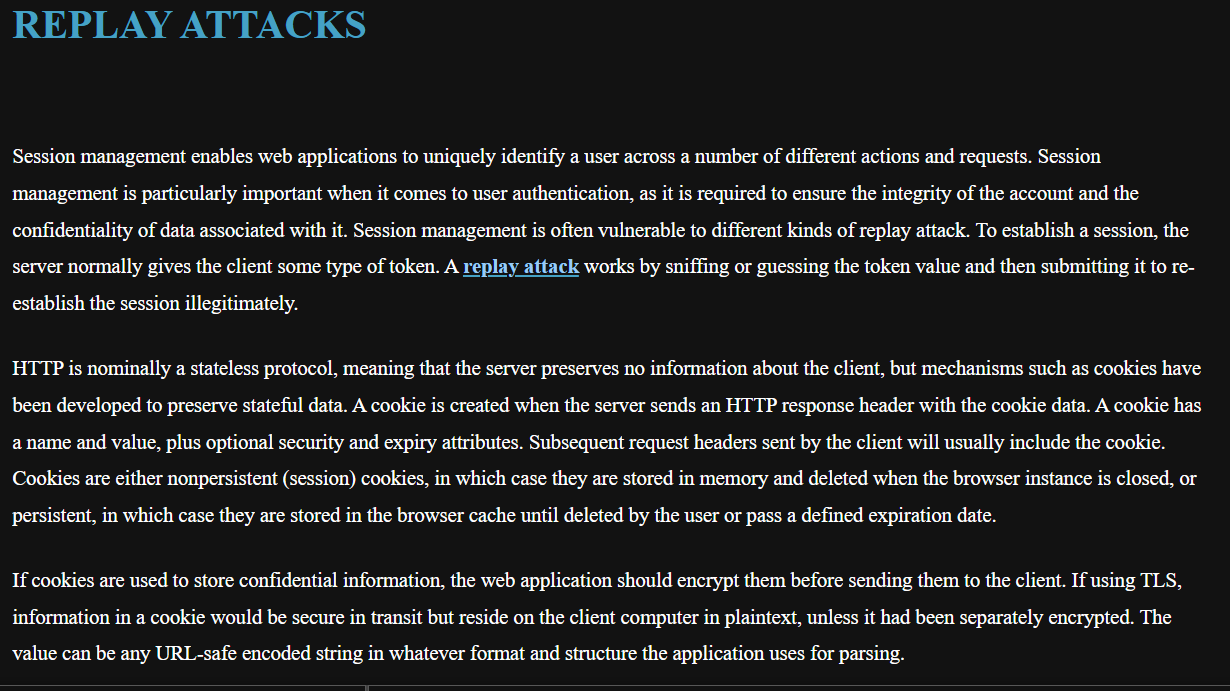 REPLAY ATTACKS
Session management enables web applications to uniquely identify a user across a number of different actions and requests. Session
management is particularly important when it comes to user authentication, as it is required to ensure the integrity of the account and the
confidentiality of data associated with it. Session management is often vulnerable to different kinds of replay attack. To establish a session, the
server normally gives the client some type of token. A replay attack works by sniffing or guessing the token value and then submitting it to re-
establish the session illegitimately.
HTTP is nominally a stateless protocol, meaning that the server preserves no information about the client, but mechanisms such as cookies have
been developed to preserve stateful data. A cookie is created when the server sends an HTTP response header with the cookie data. A cookie has
a name and value, plus optional security and expiry attributes. Subsequent request headers sent by the client will usually include the cookie.
Cookies are either nonpersistent (session) cookies, in which case they are stored in memory and deleted when the browser instance is closed, or
persistent, in which case they are stored in the browser cache until deleted by the user or pass a defined expiration date.
If cookies are used to store confidential information, the web application should encrypt them before sending them to the client. If using TLS,
information in a cookie would be secure in transit but reside on the client computer in plaintext, unless it had been separately encrypted. The
value can be any URL-safe encoded string in whatever format and structure the application uses for parsing.